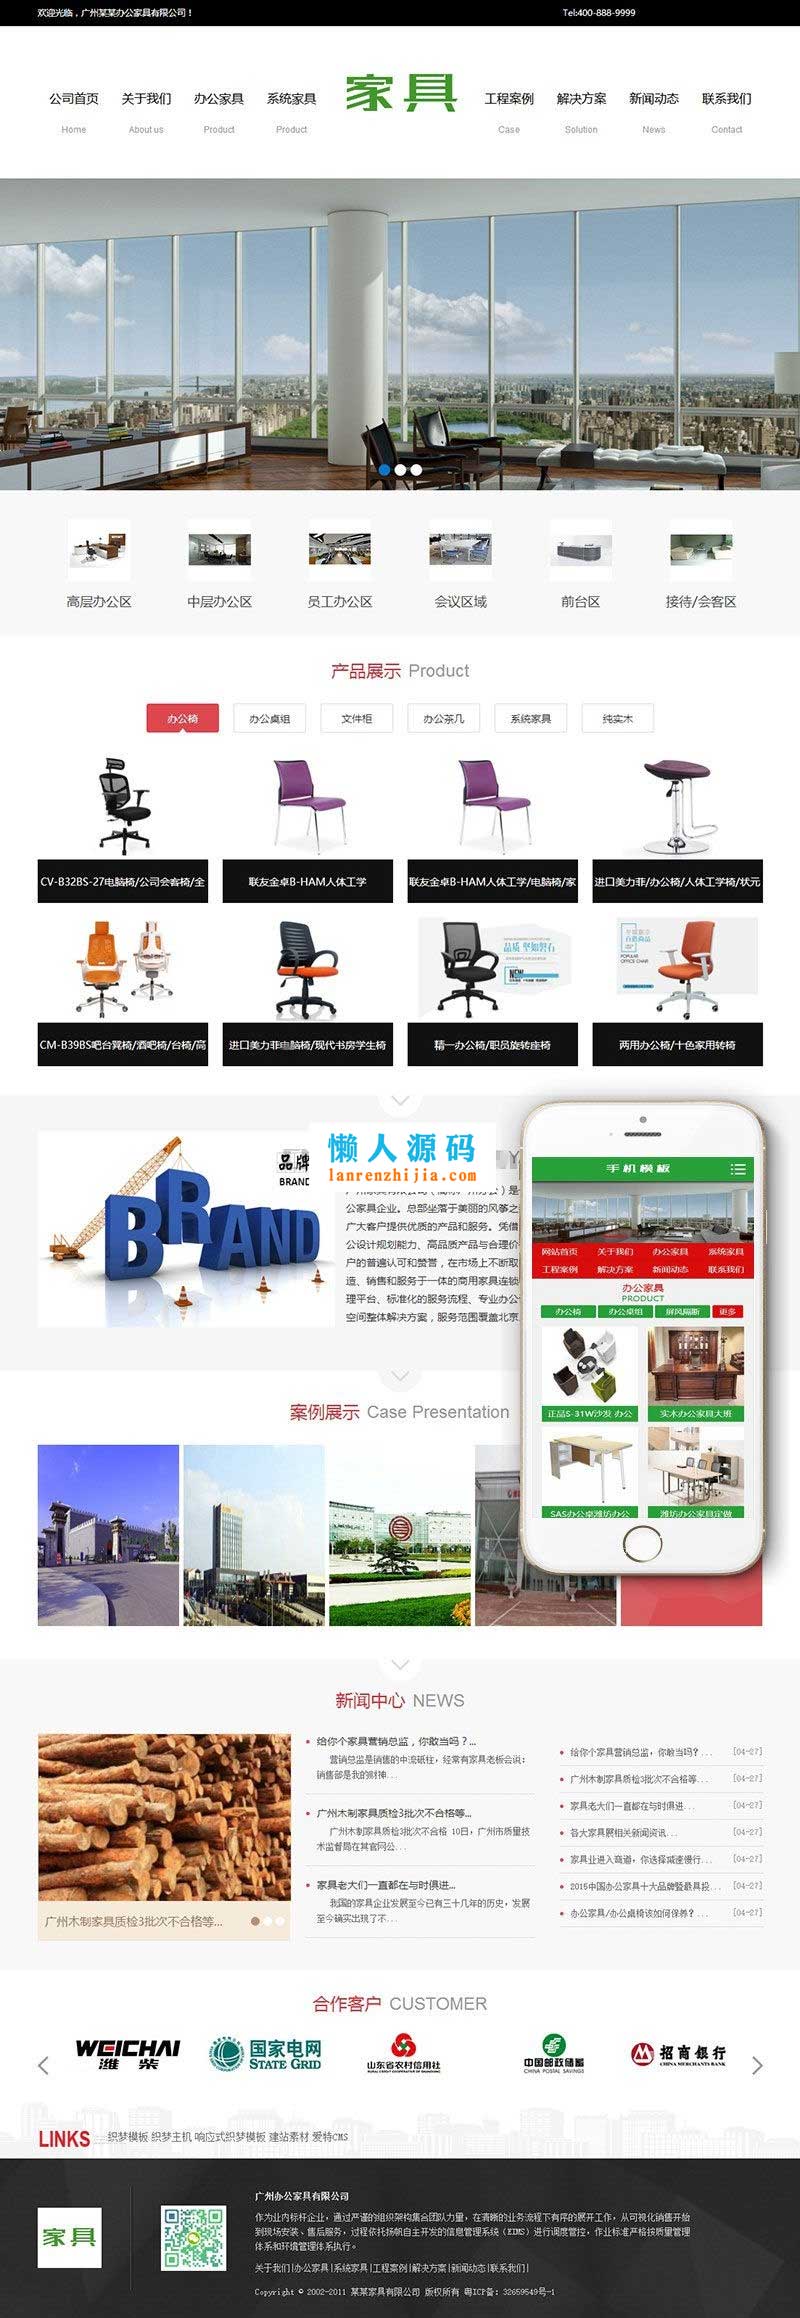 欢迎光临，广州某某办公家具有限公司！
Tel:400-888-9999
公司首页 关于我们 办公家具 系统家具 家具 工程案例 解决方案 新闻动态 联系我们
Home About us Product Product Case Solution News Contact
高层办公区 中层办公区 员工办公区 会议区域 前台区 接待/会客区
产品展示 Product
办公椅 办公桌组 文件柜 办公茶几 系统家具 纯实木
CV-B32BS-27电脑椅/公司会客椅/全
联友金卓B-HAM人体工学
联友金卓B-HAM人体工学/电脑椅/家
进口美力菲/办公椅/人体工学椅/状元
品质 坚如磐石
NEW
百搭商品
POPULAR
OFFICE CHAIR
CM-B39BS吧台凳椅/酒吧椅/台椅/高
进口美力菲电脑椅/现代书房学生椅
精一办公椅/职员旋转座椅
两用办公椅/十色家用转椅
BRAND
品牌
BRAND
懒人源码
lanrenzhijia.com
公家具企业。总部坐落于美丽的风筝之
广大客户提供优质的产品和服务。凭借
公设计规划能力、高品质产品与合理价
户的普遍认可和赞誉，在市场上不断取
造、销售和服务于一体的商用家具连锁
理平台、标准化的服务流程、专业办公
空间整体解决方案，服务范围覆盖北京
手机模板
网站首页 关于我们 办公家具 系统家具
工程案例 解决方案 新闻动态 联系我们
办公家具
PRODUCT
办公椅 办公桌组 屏风隔断 更多
正品S-31W沙发 办公
实木办公家具大班
SAS办公桌潍坊办公
潍坊办公家具定做
案例展示 Case Presentation
新闻中心 NEWS
广州木制家具质检3批次不合格等...
给你个家具营销总监，你敢当吗？...
营销总监是销售的中流砥柱，经常有家具老板会说：
销售部是我的财神...
广州木制家具质检3批次不合格等...
广州木制家具质检3批次不合格 10日，广州市质量技
术监督局在其官网公...
家具老大们一直都在与时俱进...
我国的家具企业发展至今已有三十几年的历史，发展
至今确实出现了不...
给你个家具营销总监，你敢当吗？... [04-27]
广州木制家具质检3批次不合格等... [04-27]
家具老大们一直都在与时俱进... [04-27]
各大家具展相关新闻资讯... [04-27]
家具业进入弯道，你选择减速慢行... [04-27]
2015中国办公家具十大品牌暨最具投... [04-27]
办公家具/办公桌椅该如何保养？... [04-27]
合作客户 CUSTOMER
WEICHAI
潍柴
国家电网
STATE GRID
山东省农村信用社
RURAL CREDIT COOPERATIVE OF SHANDONG
中国邮政储蓄
CHINA POSTAL SAVINGS
招商银行
CHINA MERCHANTS BANK
LINKS 织梦模板 织梦主机 响应式织梦模板 建站素材 爱特CMS
家具
广州办公家具有限公司
作为业内标杆企业，通过严谨的组织架构集合团队力量，在清晰的业务流程下有序的展开工作，从可视化销售开始
到现场安装、售后服务，过程依托扬帆自主开发的信息管理系统（EIMS）进行调度管控，作业标准严格按质量管理
体系和环境管理体系执行。
关于我们|办公家具|系统家具|工程案例|解决方案|新闻动态|联系我们|
Copyright © 2002-2011 某某家具有限公司 版权所有 粤ICP备：32659549号-1